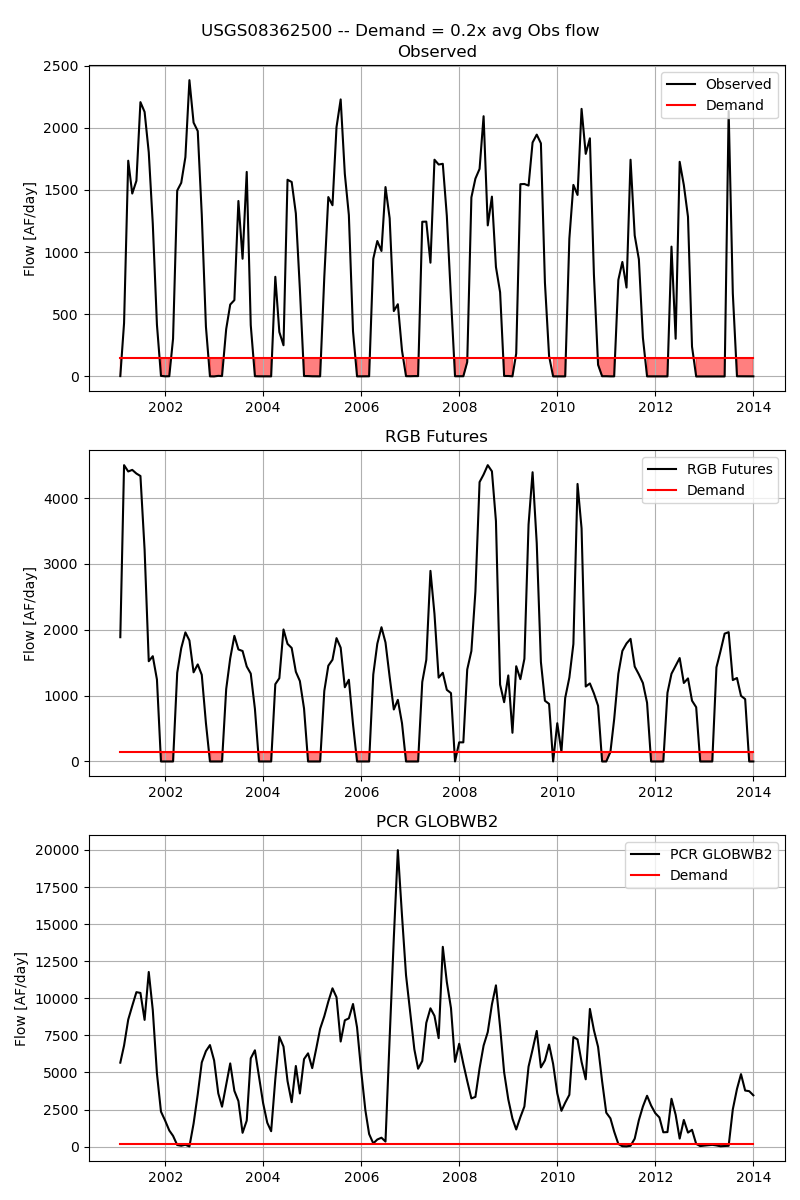 USGS08362500 -- Demand = 0.2x avg Obs flow
Observed
Flow [AF/day]
2500
2000
1500
1000
500
0
Observed
Demand
2002 2004 2006 2008 2010 2012 2014
RGB Futures
Flow [AF/day]
4000
3000
2000
1000
0
RGB Futures
Demand
2002 2004 2006 2008 2010 2012 2014
PCR GLOBWB2
Flow [AF/day]
20000
17500
15000
12500
10000
7500
5000
2500
0
PCR GLOBWB2
Demand
2002 2004 2006 2008 2010 2012 2014